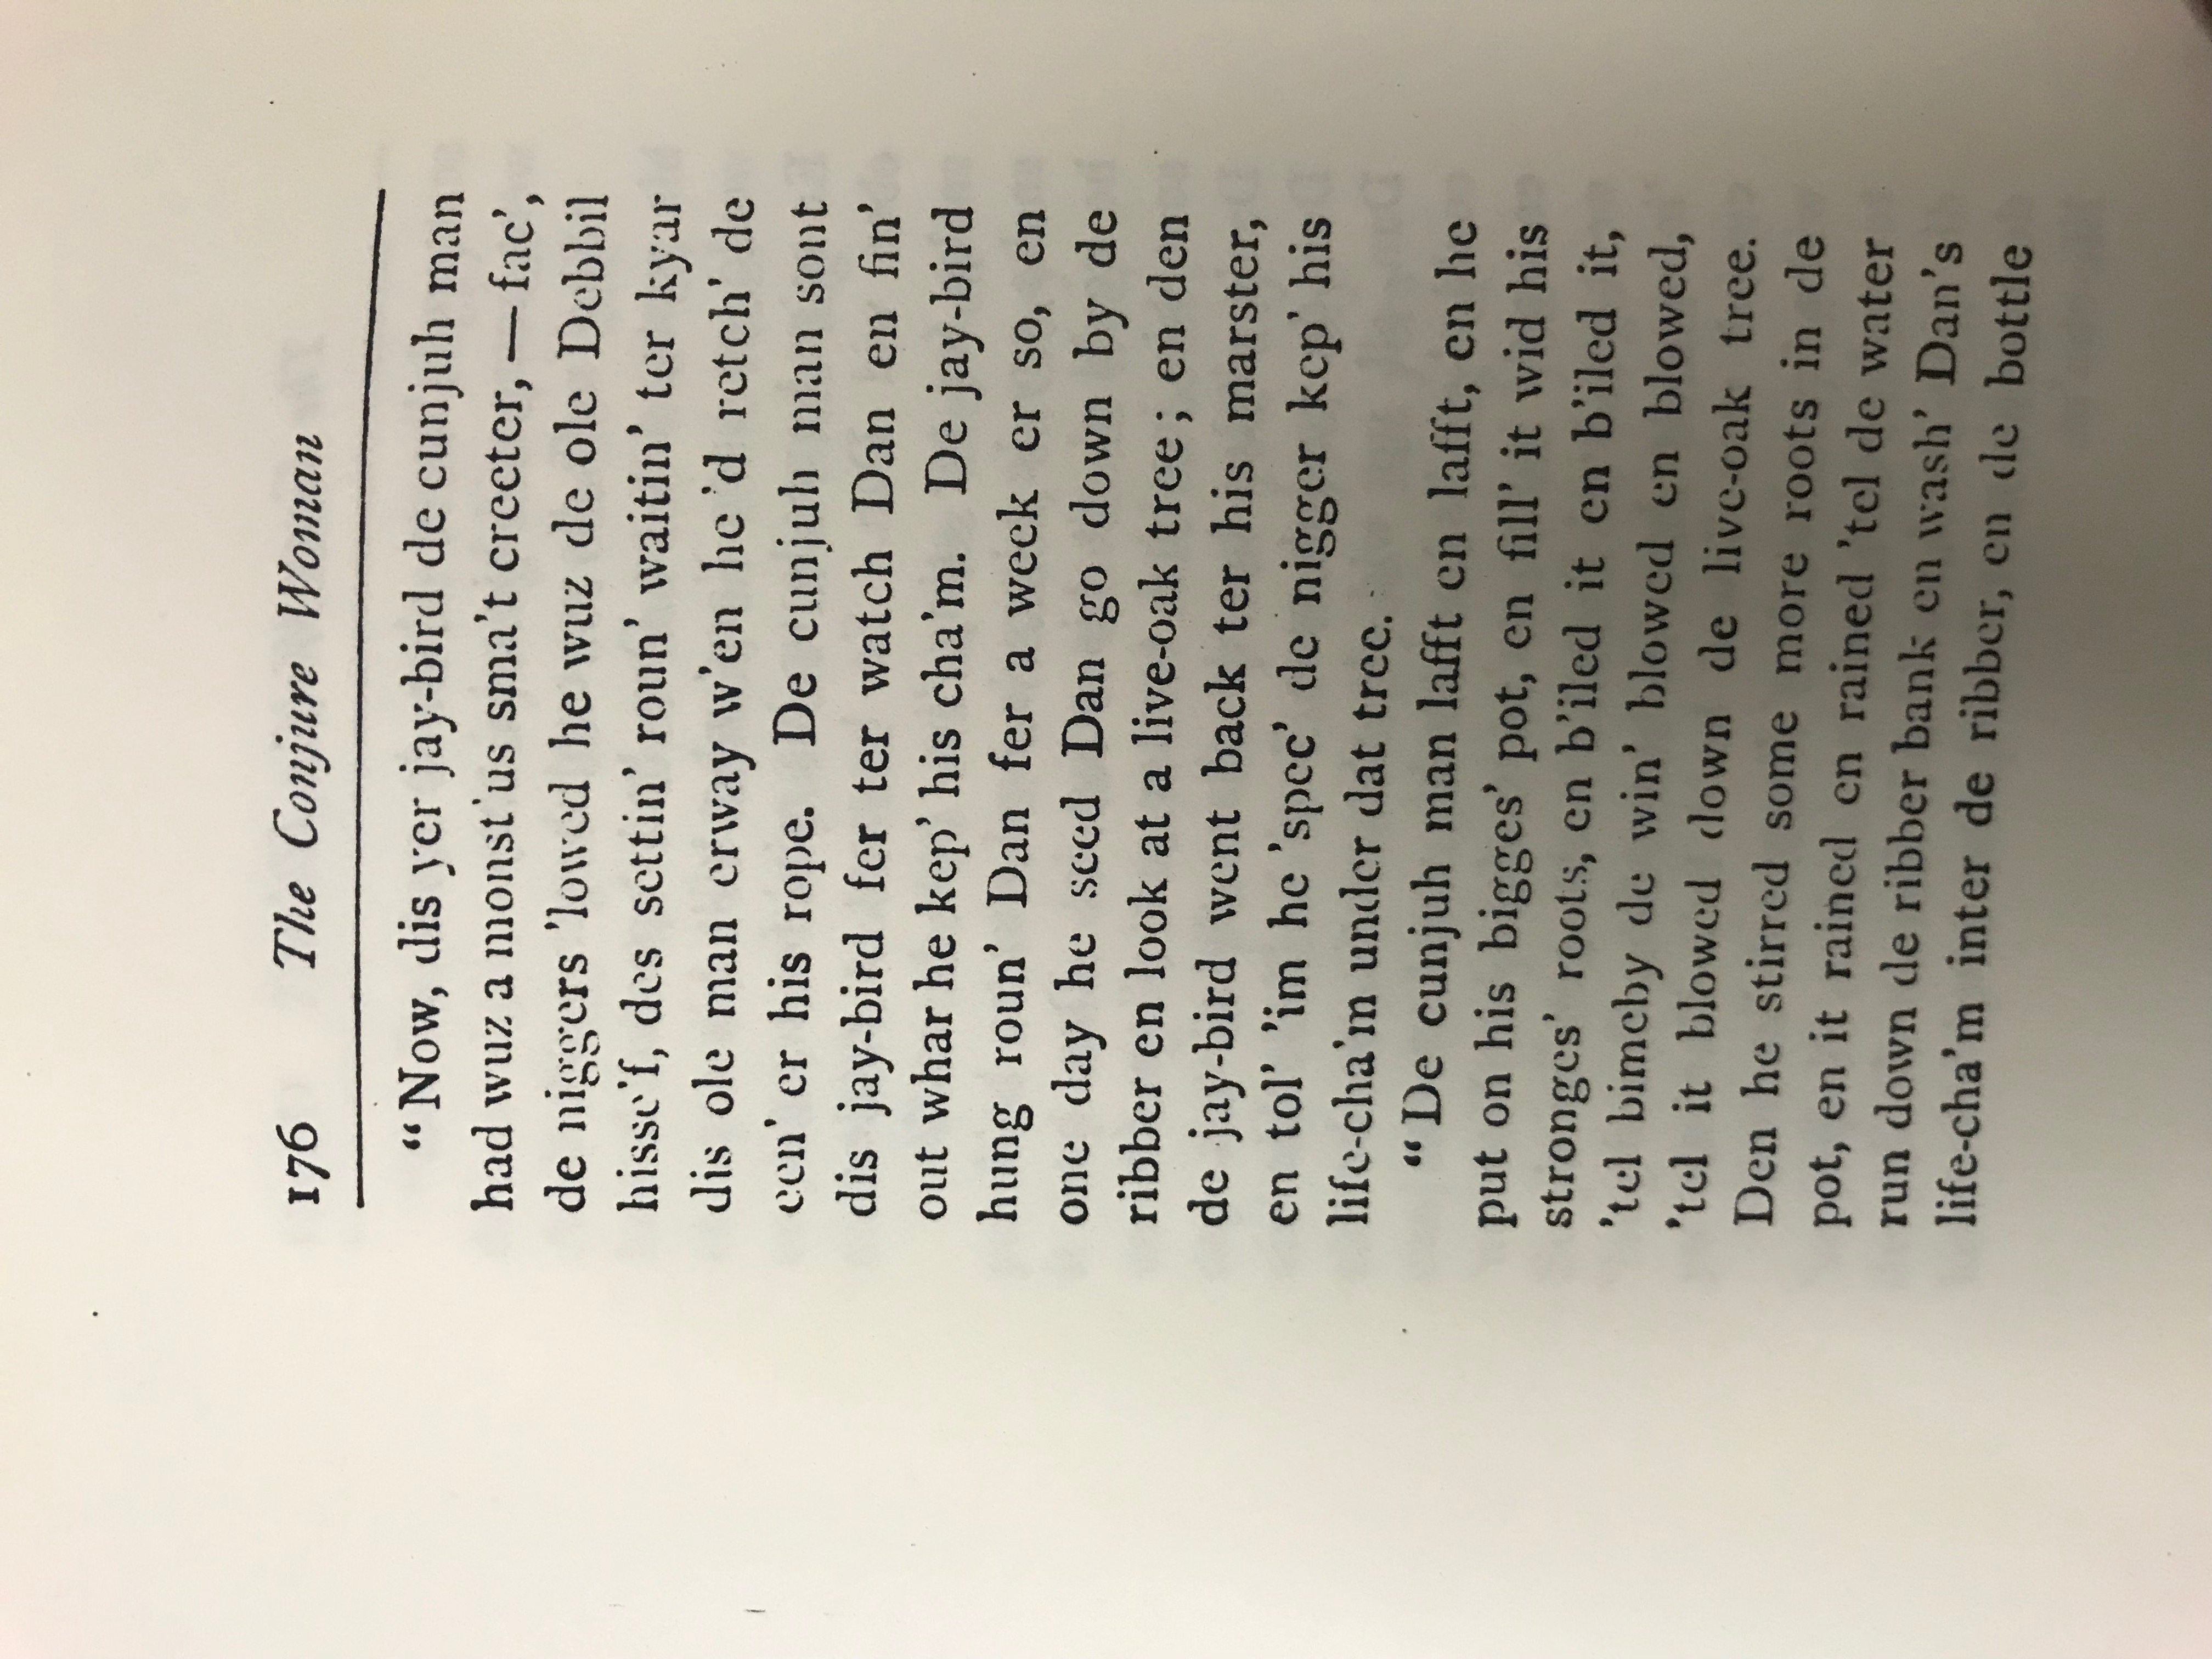 176 The Conjure Woman
“Now, dis yer jay-bird de cunjuh man
had wuz a monst'us sma't creeter, — fac',
de niggers 'lowed he wuz de ole Debbil
hisse'f, des settin' roun' waitin' ter kyar
dis ole man erway w'en he 'd retch' de
een' er his rope. De cunjuh man sont
dis jay-bird fer ter watch Dan en fin'
out whar he kep' his cha'm. De jay-bird
hung roun' Dan fer a week er so, en
one day he seed Dan go down by de
ribber en look at a live-oak tree; en den
de jay-bird went back ter his marster,
en tol' 'im he 'spec' de nigger kep' his
life-cha'm under dat tree.
“De cunjuh man lafft en lafft, en he
put on his bigges' pot, en fill' it wid his
stronges' roots, en b'iled it en b'iled it,
'tel bimeby de win' blowed en blowed,
'tel it blowed down de live-oak tree.
Den he stirred some more roots in de
pot, en it rained en rained 'tel de water
run down de ribber bank en wash' Dan's
life-cha'm inter de ribber, en de bottle